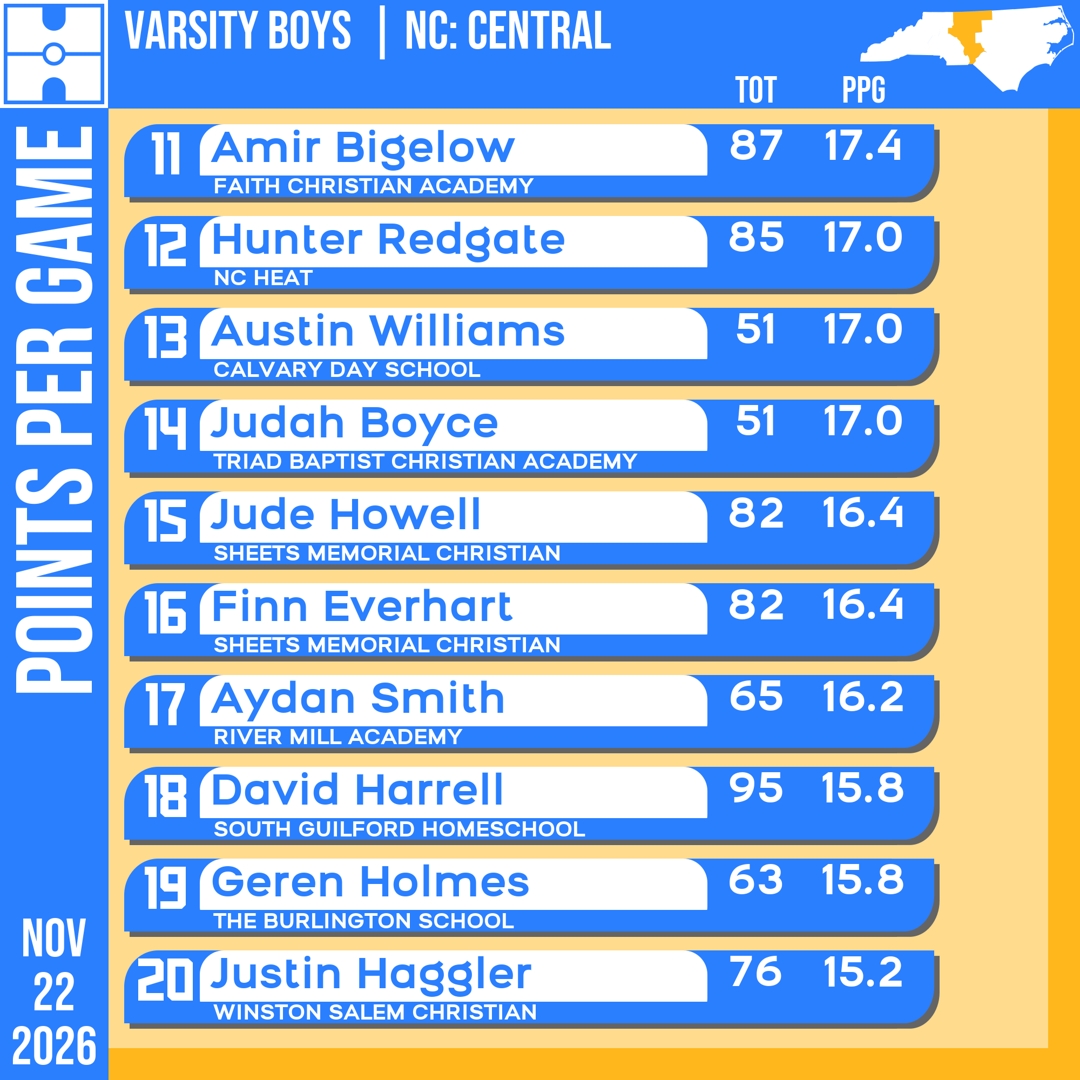 VARSITY BOYS | NC: CENTRAL
TOT PPG
POINTS PER GAME
11 Amir Bigelow 87 17.4
FAITH CHRISTIAN ACADEMY
12 Hunter Redgate 85 17.0
NC HEAT
13 Austin Williams 51 17.0
CALVARY DAY SCHOOL
14 Judah Boyce 51 17.0
TRIAD BAPTIST CHRISTIAN ACADEMY
15 Jude Howell 82 16.4
SHEETS MEMORIAL CHRISTIAN
16 Finn Everhart 82 16.4
SHEETS MEMORIAL CHRISTIAN
17 Aydan Smith 65 16.2
RIVER MILL ACADEMY
18 David Harrell 95 15.8
SOUTH GUILFORD HOMESCHOOL
19 Geren Holmes 63 15.8
THE BURLINGTON SCHOOL
20 Justin Haggler 76 15.2
WINSTON SALEM CHRISTIAN
NOV
22
2026